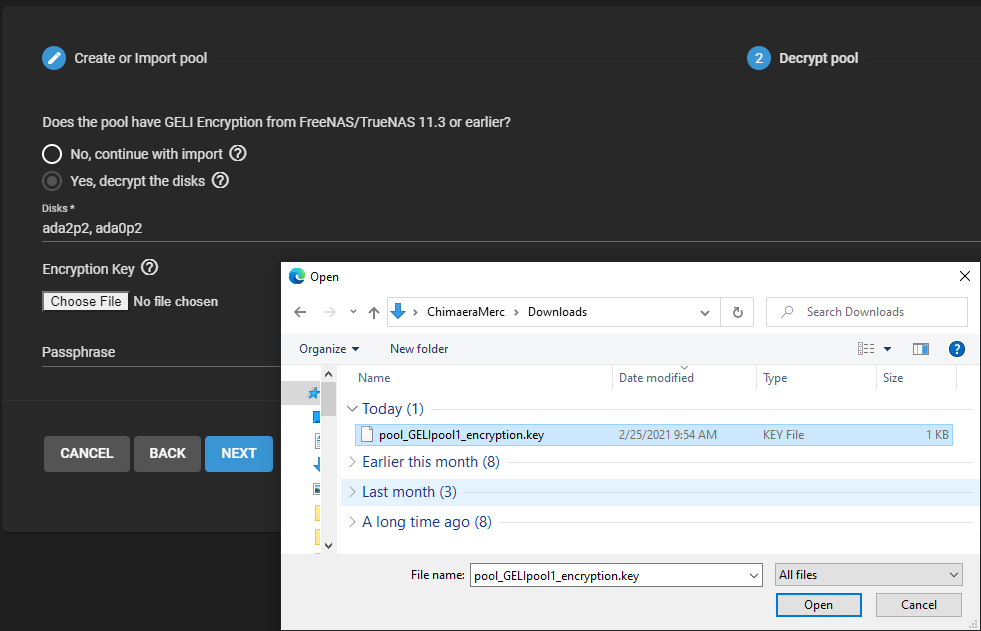 Create or Import pool
2 Decrypt pool
Does the pool have GELI Encryption from FreeNAS/TrueNAS 11.3 or earlier?
No, continue with import ?
Yes, decrypt the disks ?
Disks *
ada2p2, ada0p2
Encryption Key ?
Choose File No file chosen
Passphrase
CANCEL BACK NEXT
Open
ChimaeraMerc > Downloads
Search Downloads
Organize New folder
?
Name Date modified Type Size
Today (1)
pool_GELIpool1_encryption.key 2/25/2021 9:54 AM KEY File 1 KB
Earlier this month (8)
Last month (3)
A long time ago (8)
File name: pool_GELIpool1_encryption.key All files
Open Cancel